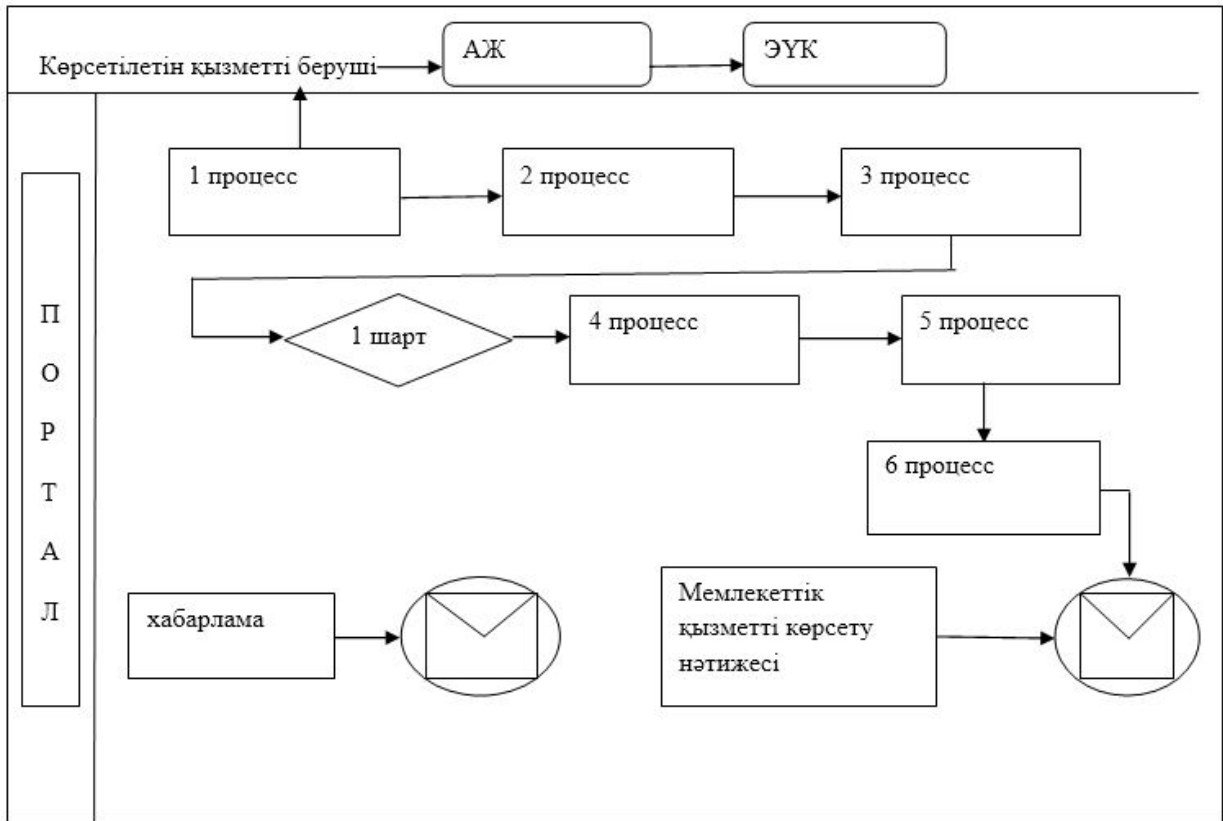 Көрсетілетін қызметті беруші
АЖ
ЭҮК
1 процесс
2 процесс
3 процесс
1 шарт
4 процесс
5 процесс
6 процесс
хабарлама
Мемлекеттік
қызметті көрсету
нәтижесі
П
О
Р
Т
А
Л